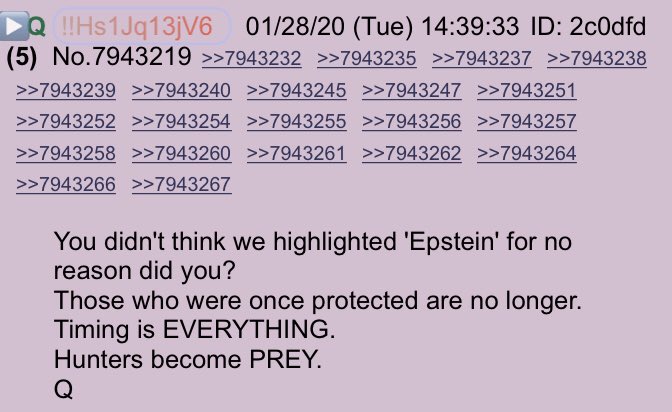 Q !!Hs1Jq13jV6 01/28/20 (Tue) 14:39:33 ID: 2c0dfd
(5) No.7943219 >>7943232 >>7943235 >>7943237 >>7943238
>>7943239 >>7943240 >>7943245 >>7943247 >>7943251
>>7943252 >>7943254 >>7943255 >>7943256 >>7943257
>>7943258 >>7943260 >>7943261 >>7943262 >>7943264
>>7943266 >>7943267
You didn't think we highlighted 'Epstein' for no
reason did you?
Those who were once protected are no longer.
Timing is EVERYTHING.
Hunters become PREY.
Q